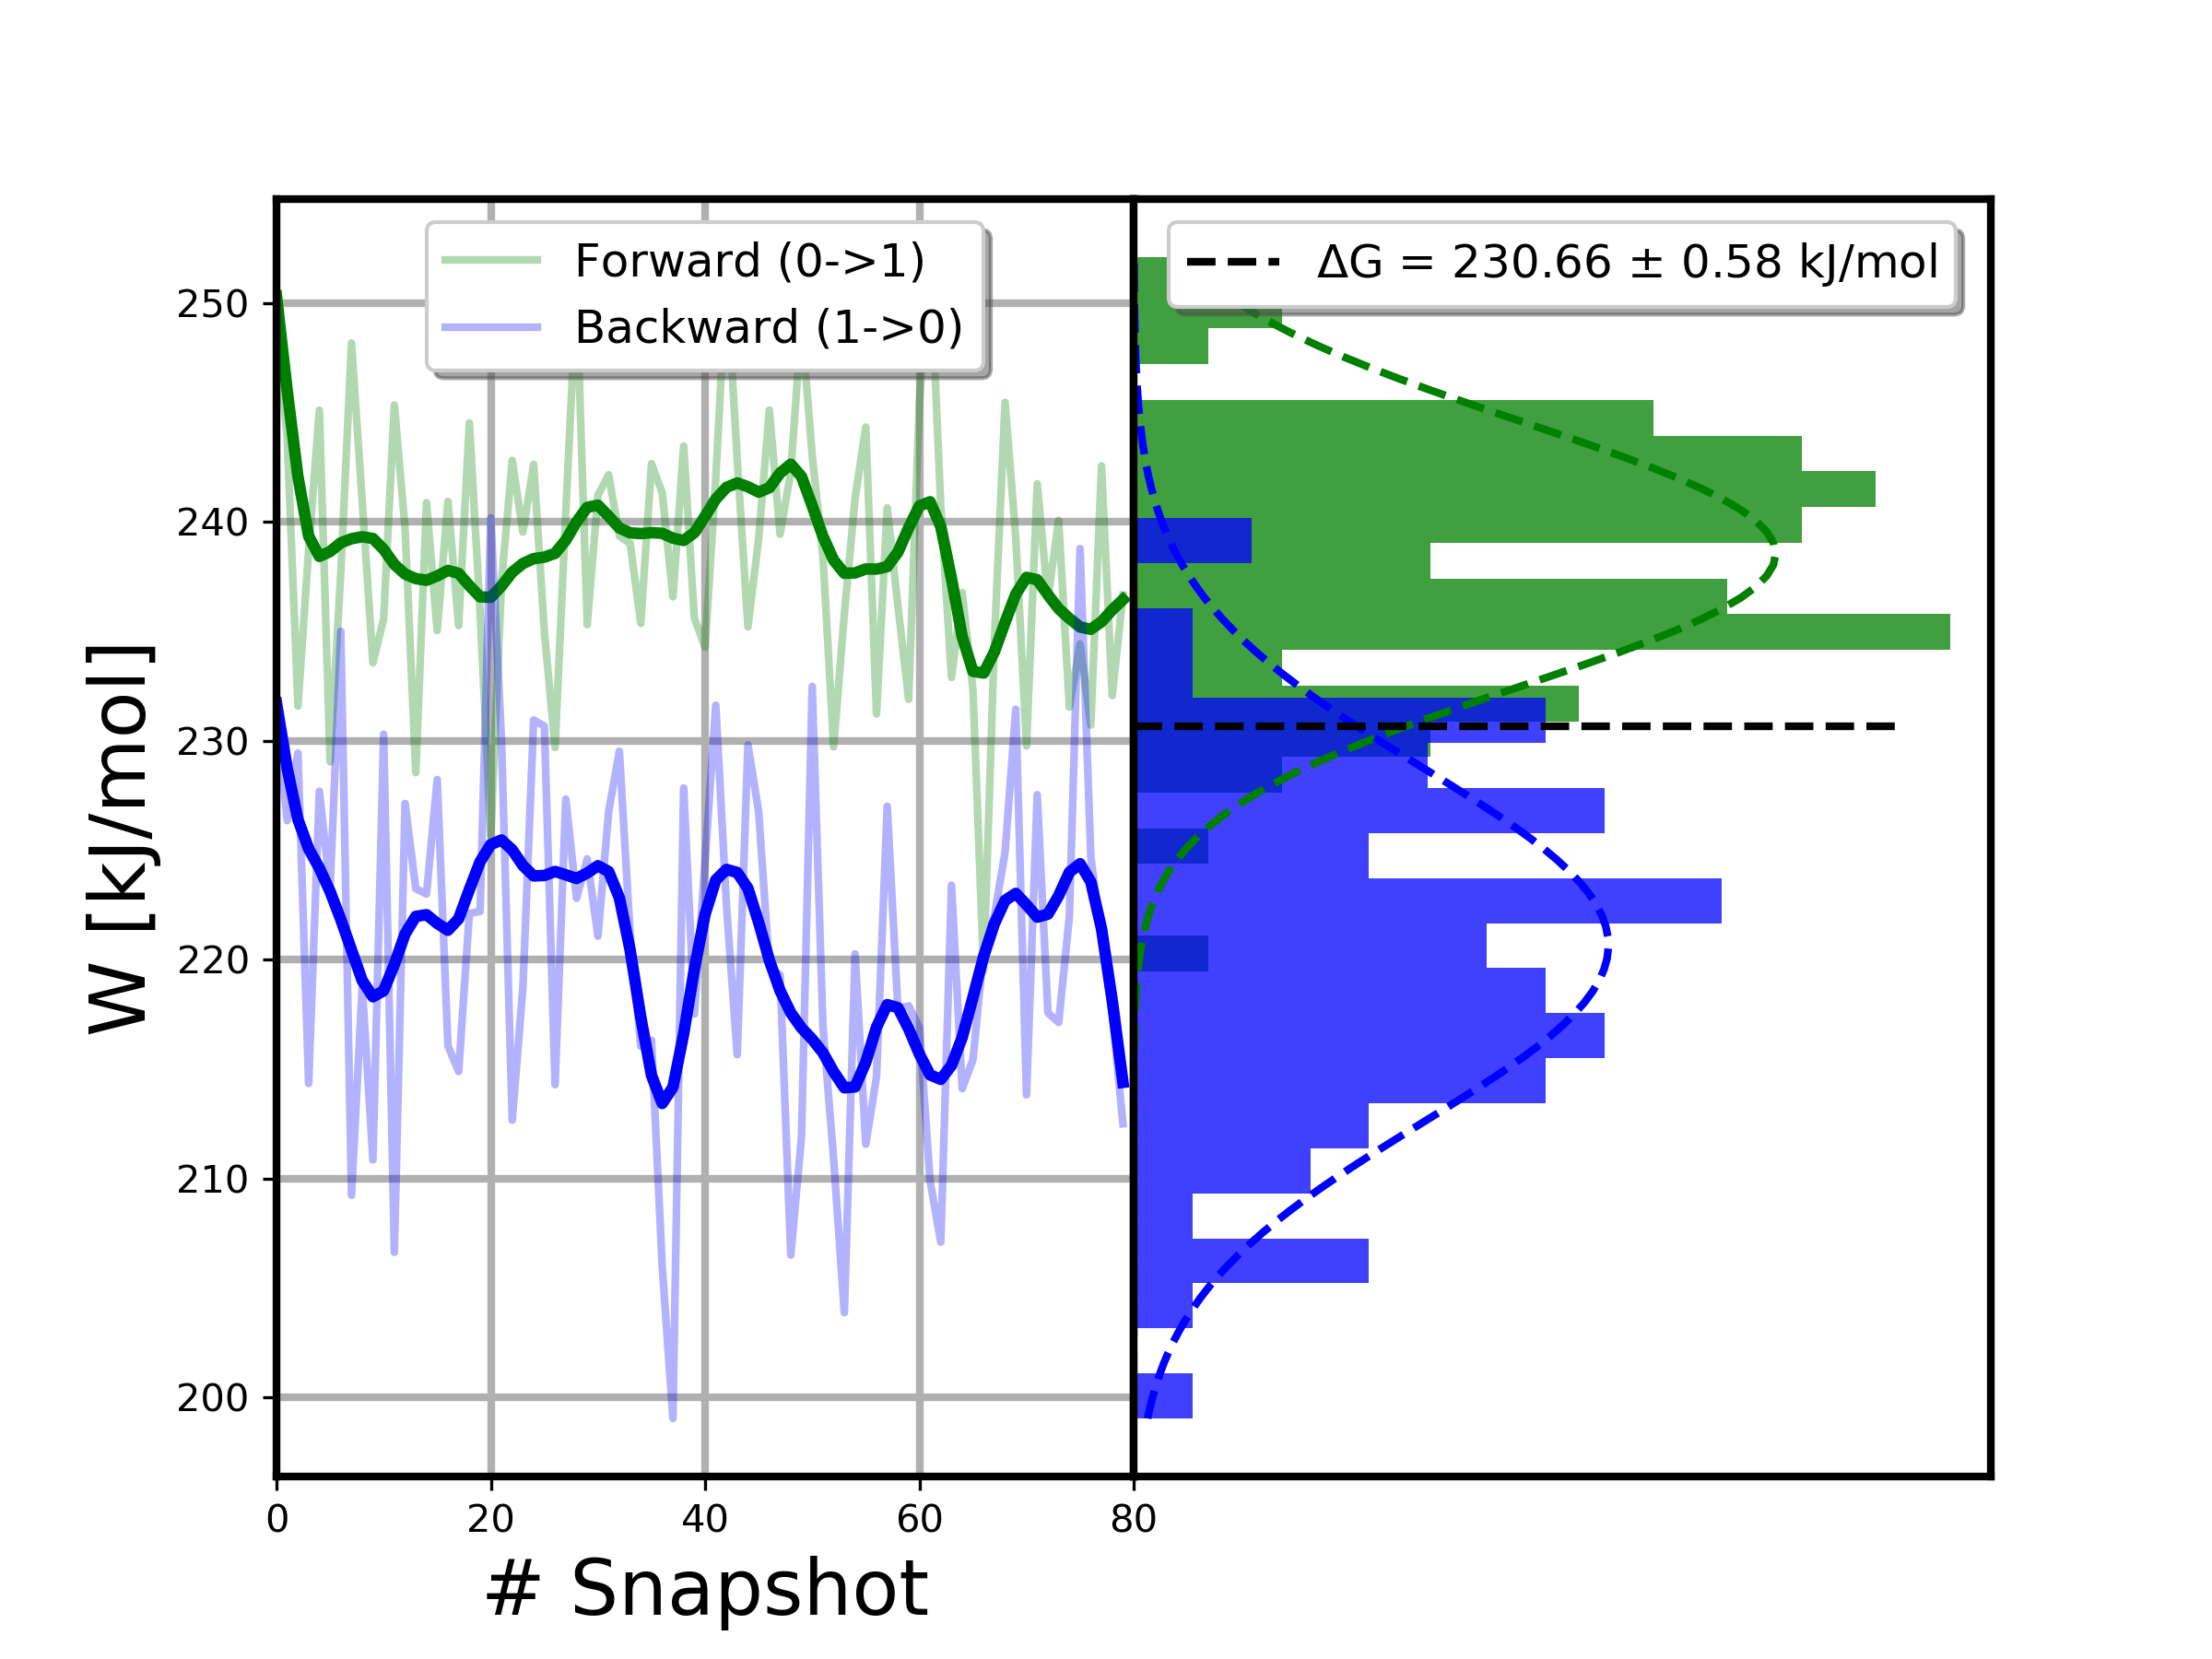 Forward (0->1)
Backward (1->0)
ΔG = 230.66 ± 0.58 kJ/mol
250
240
230
220
210
200
W [kJ/mol]
0 20 40 60 80
# Snapshot